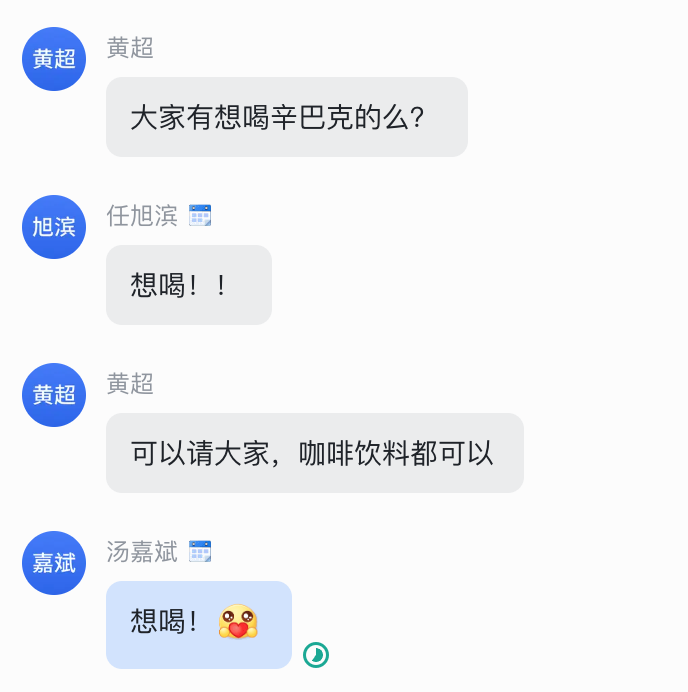 黄超
黄超
大家有想喝辛巴克的么？
旭滨
任旭滨
想喝！！
黄超
黄超
可以请大家，咖啡饮料都可以
嘉斌
汤嘉斌
想喝！